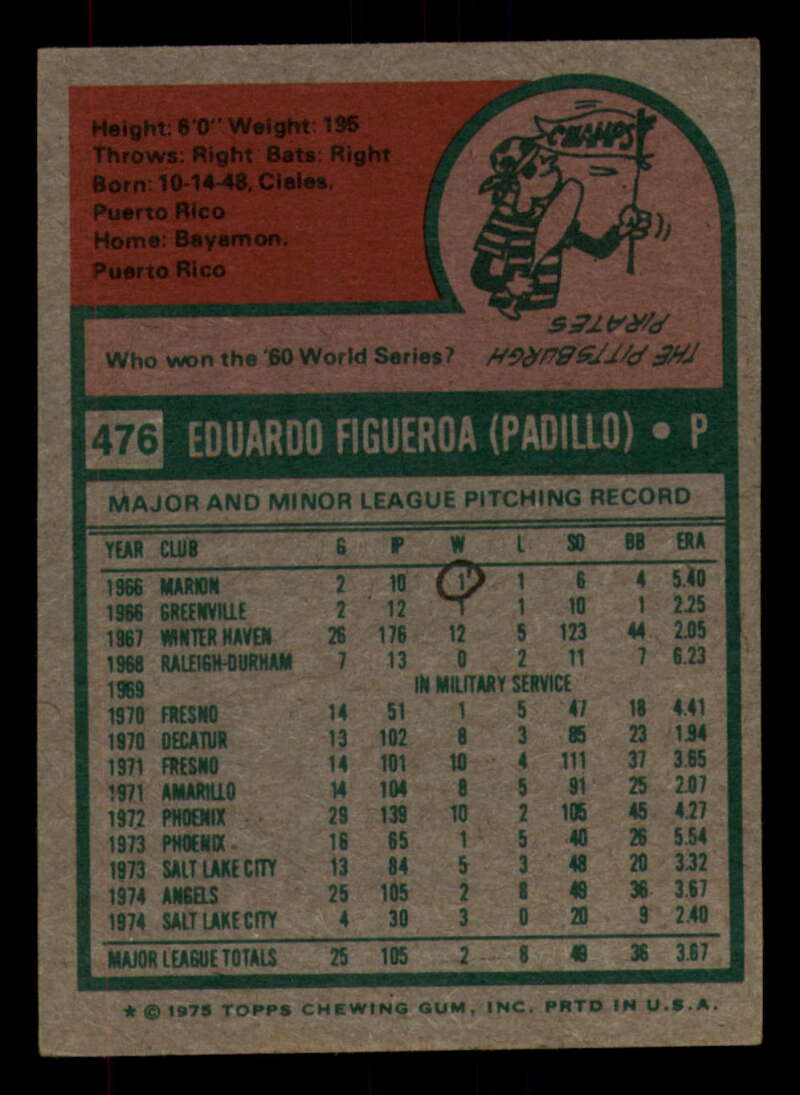 Height: 6'0" Weight: 195
Throws: Right Bats: Right
Born: 10-14-48, Ciales,
Puerto Rico
Home: Bayamon,
Puerto Rico
CHAMPS
Who won the '60 World Series?
THE PITTSBURGH
PIRATES
476 EDUARDO FIGUEROA (PADILLO) • P
MAJOR AND MINOR LEAGUE PITCHING RECORD
YEAR CLUB G IP W L SO BB ERA
1966 MARION 2 10 1 1 6 4 5.40
1966 GREENVILLE 2 12 1 1 10 1 2.25
1967 WINTER HAVEN 26 176 12 5 123 44 2.05
1968 RALEIGH-DURHAM 7 13 0 2 11 7 6.23
1969 IN MILITARY SERVICE
1970 FRESNO 14 51 1 5 47 18 4.41
1970 DECATUR 13 102 8 3 85 23 1.94
1971 FRESNO 14 101 10 4 111 37 3.65
1971 AMARILLO 14 104 8 5 91 25 2.07
1972 PHOENIX 29 139 10 2 105 45 4.27
1973 PHOENIX 16 65 1 5 40 26 5.54
1973 SALT LAKE CITY 13 84 5 3 48 20 3.32
1974 ANGELS 25 105 2 8 49 36 3.67
1974 SALT LAKE CITY 4 30 3 0 20 9 2.40
MAJOR LEAGUE TOTALS 25 105 2 8 49 36 3.67
★ © 1975 TOPPS CHEWING GUM, INC. PRTD IN U.S.A.